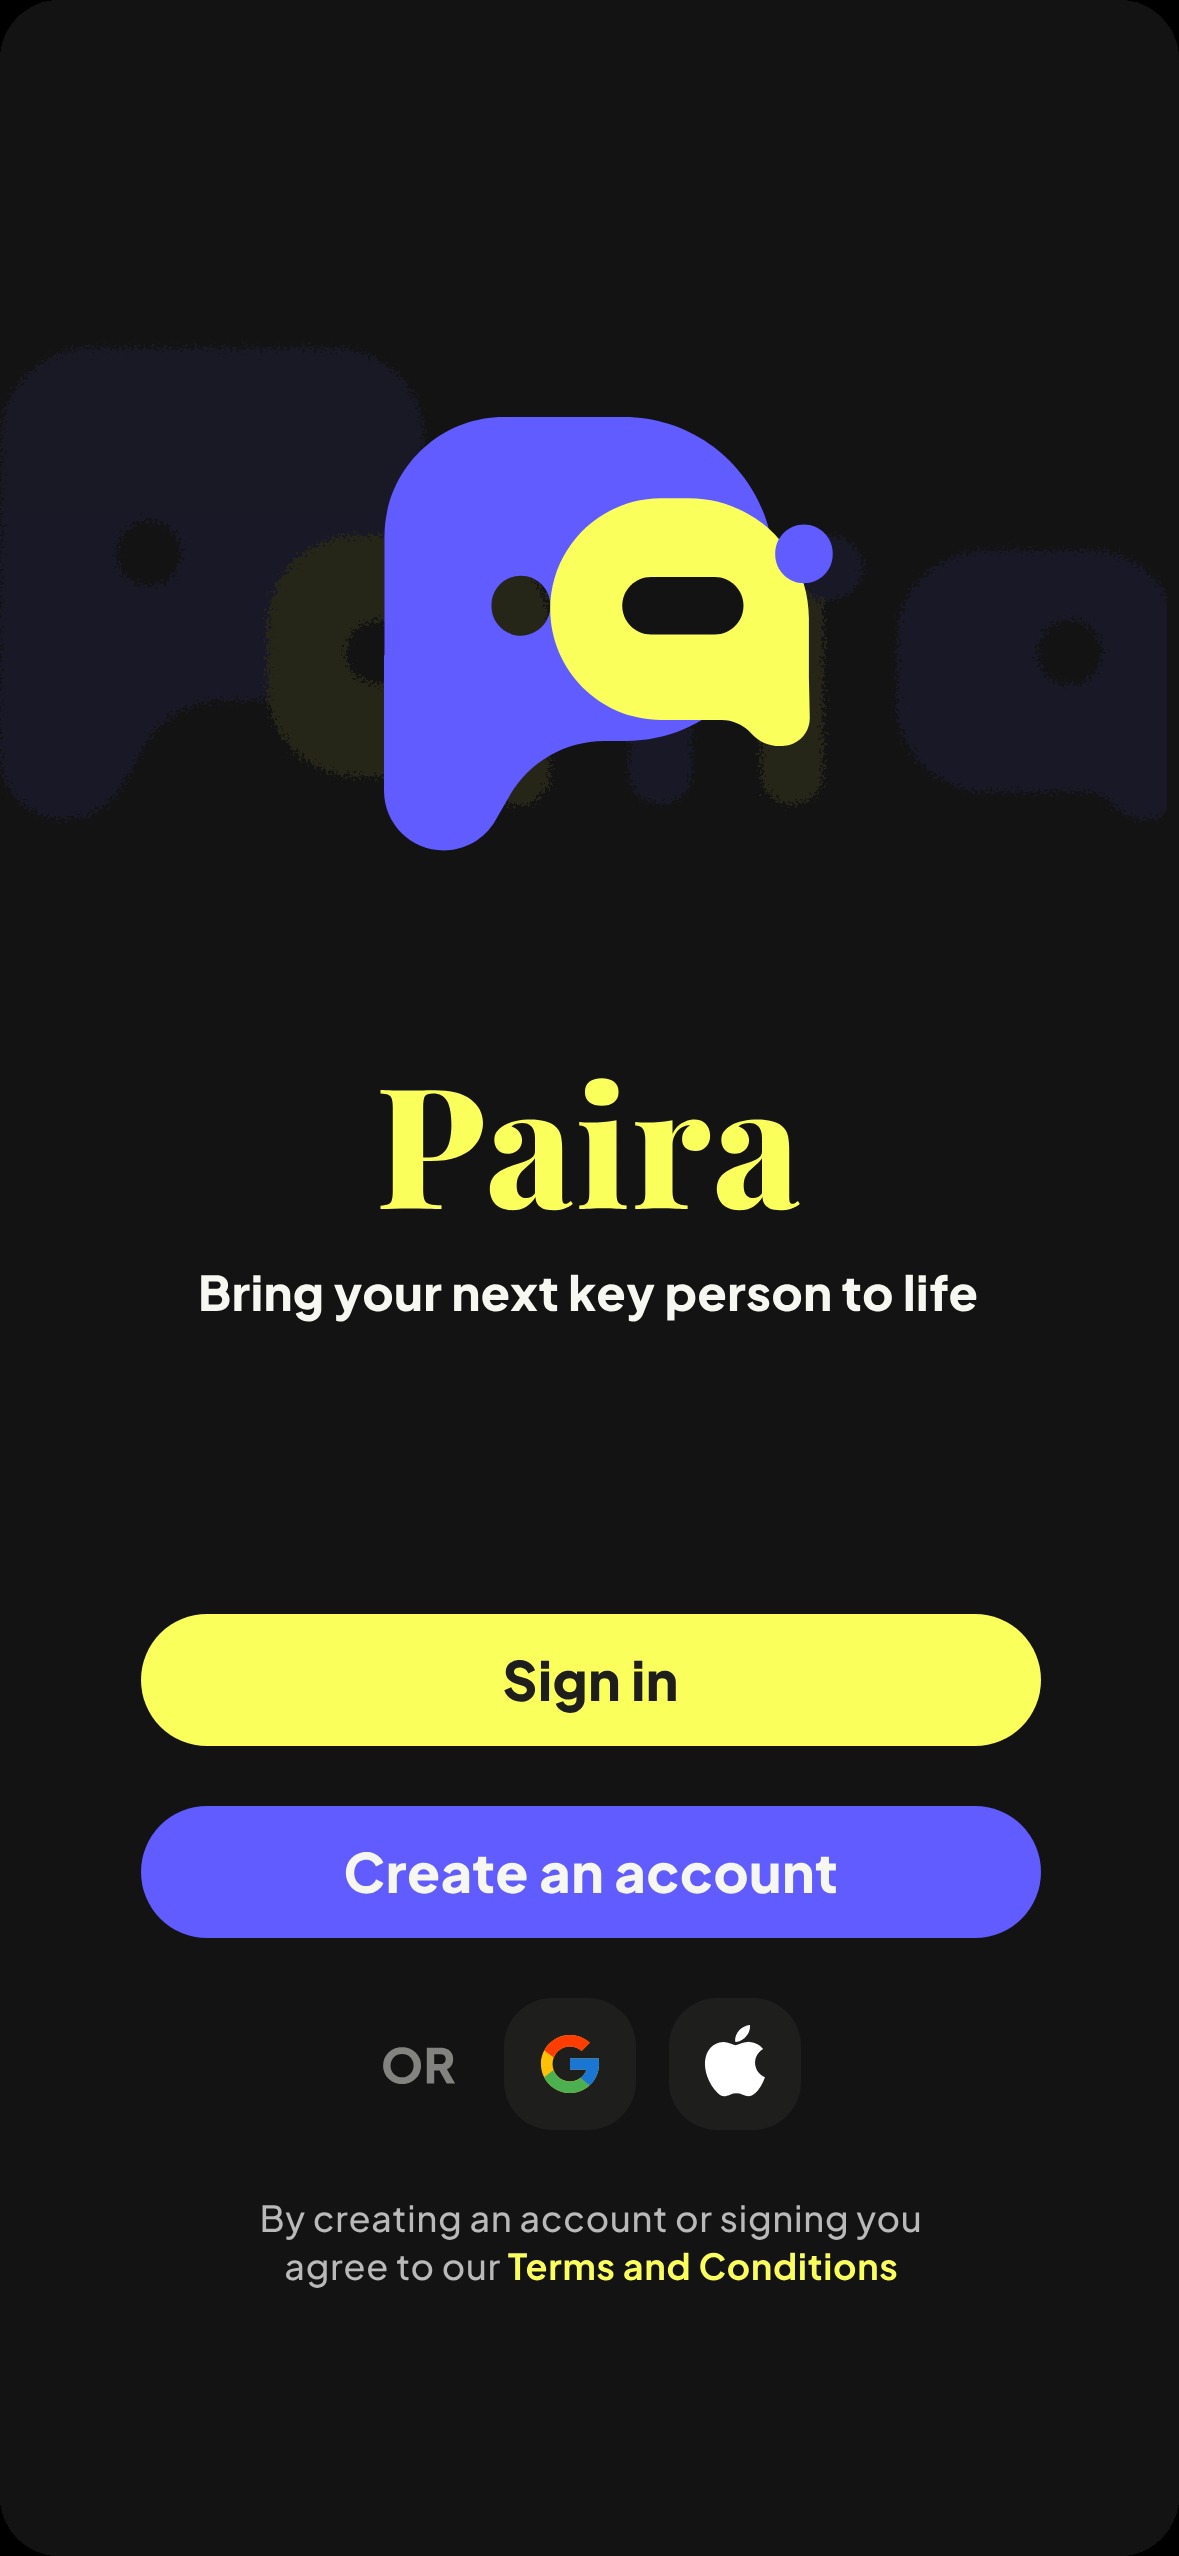 Paira
Bring your next key person to life
Sign in
Create an account
OR
By creating an account or signing you
agree to our Terms and Conditions